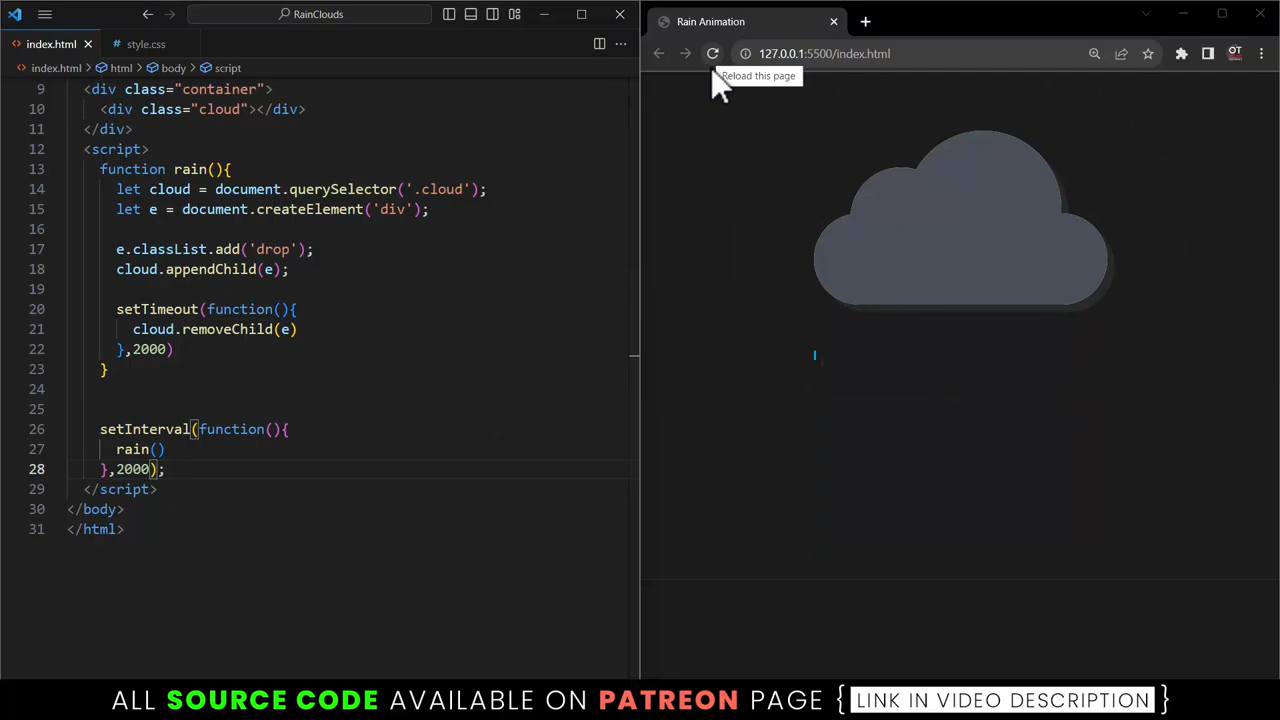 RainClouds
index.html
style.css
index.html > html > body > script
9 <div class="container">
10 <div class="cloud"></div>
11 </div>
12 <script>
13 function rain(){
14 let cloud = document.querySelector('.cloud');
15 let e = document.createElement('div');
16
17 e.classList.add('drop');
18 cloud.appendChild(e);
19
20 setTimeout(function(){
21 cloud.removeChild(e)
22 },2000)
23 }
24
25
26 setInterval(function(){
27 rain()
28 },2000);
29 </script>
30 </body>
31 </html>
Rain Animation
127.0.0.1:5500/index.html
OT
Reload this page
ALL SOURCE CODE AVAILABLE ON PATREON PAGE { LINK IN VIDEO DESCRIPTION }